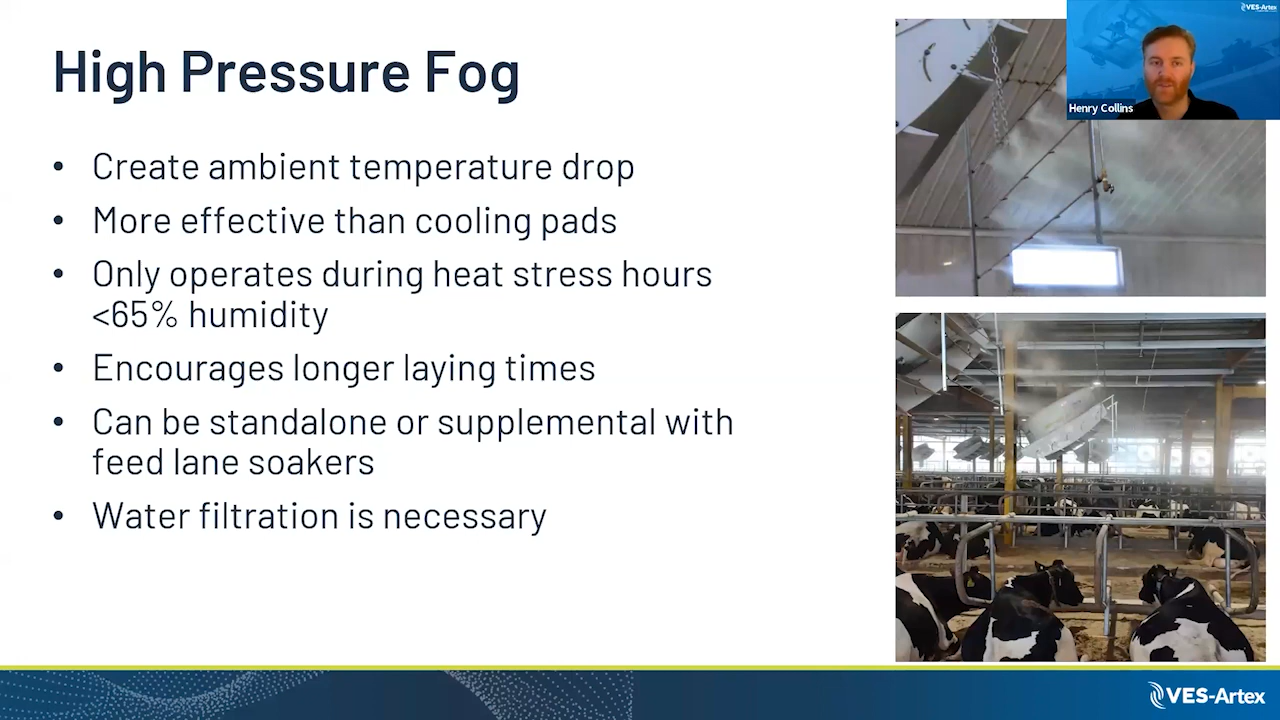 VES-Artex
High Pressure Fog
Henry Collins
• Create ambient temperature drop
• More effective than cooling pads
• Only operates during heat stress hours
<65% humidity
• Encourages longer laying times
• Can be standalone or supplemental with
feed lane soakers
• Water filtration is necessary
VES-Artex